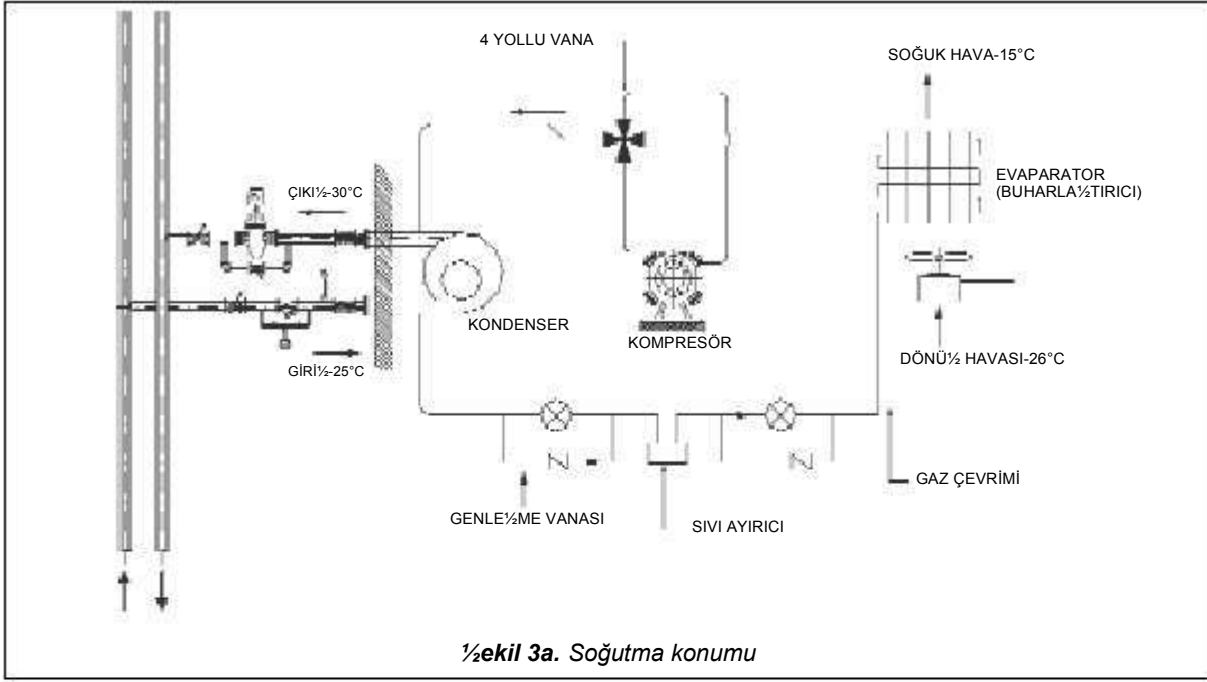 4 YOLLU VANA
SOĞUK HAVA-15°C
EVAPARATOR
(BUHARLA½TIRICI)
ÇIKI½-30°C
KONDENSER
KOMPRESÖR
GİRİ½-25°C
DÖNÜ½ HAVASI-26°C
GAZ ÇEVRİMİ
GENLE½ME VANASI
SIVI AYIRICI
½ekil 3a. Soğutma konumu